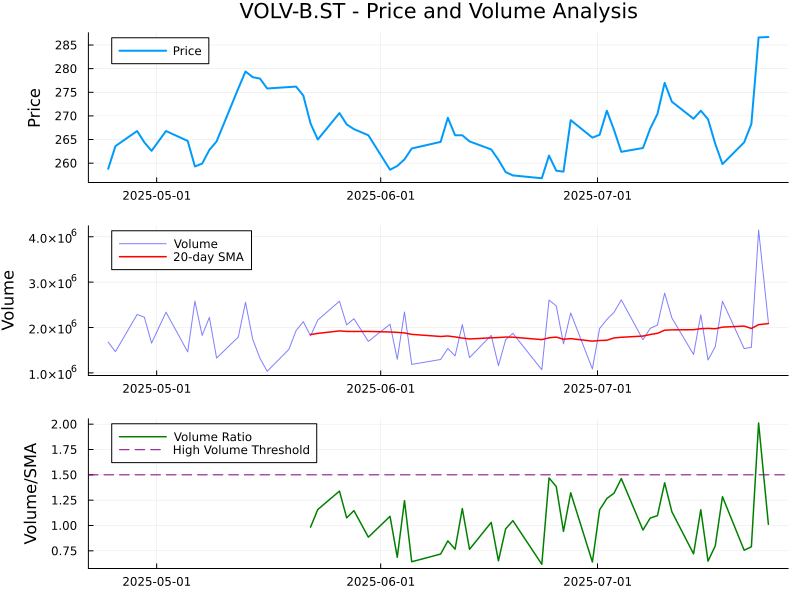 VOLV-B.ST - Price and Volume Analysis
Price
285
280
275
270
265
260
Price
2025-05-01
2025-06-01
2025-07-01
Volume
4.0×10⁶
3.0×10⁶
2.0×10⁶
1.0×10⁶
Volume
20-day SMA
2025-05-01
2025-06-01
2025-07-01
Volume/SMA
2.00
1.75
1.50
1.25
1.00
0.75
Volume Ratio
High Volume Threshold
2025-05-01
2025-06-01
2025-07-01